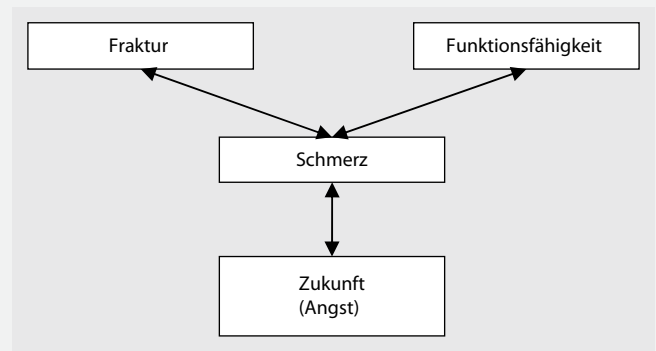 Fraktur
Funktionsfähigkeit
Schmerz
Zukunft
(Angst)